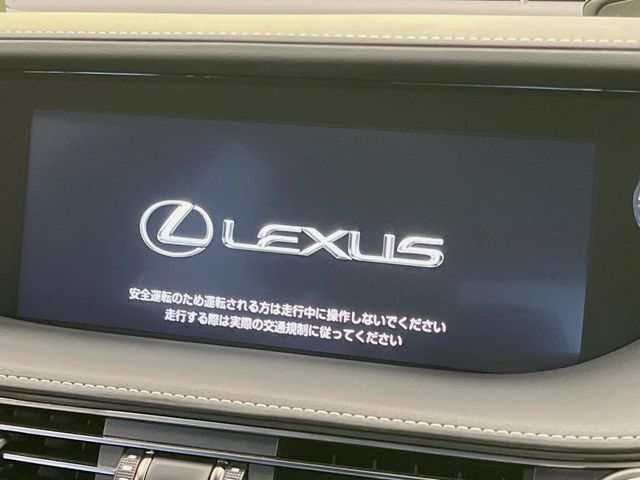 LEXUS
安全運転のため運転される方は走行中に操作しないでください
走行する際は実際の交通規制に従ってください